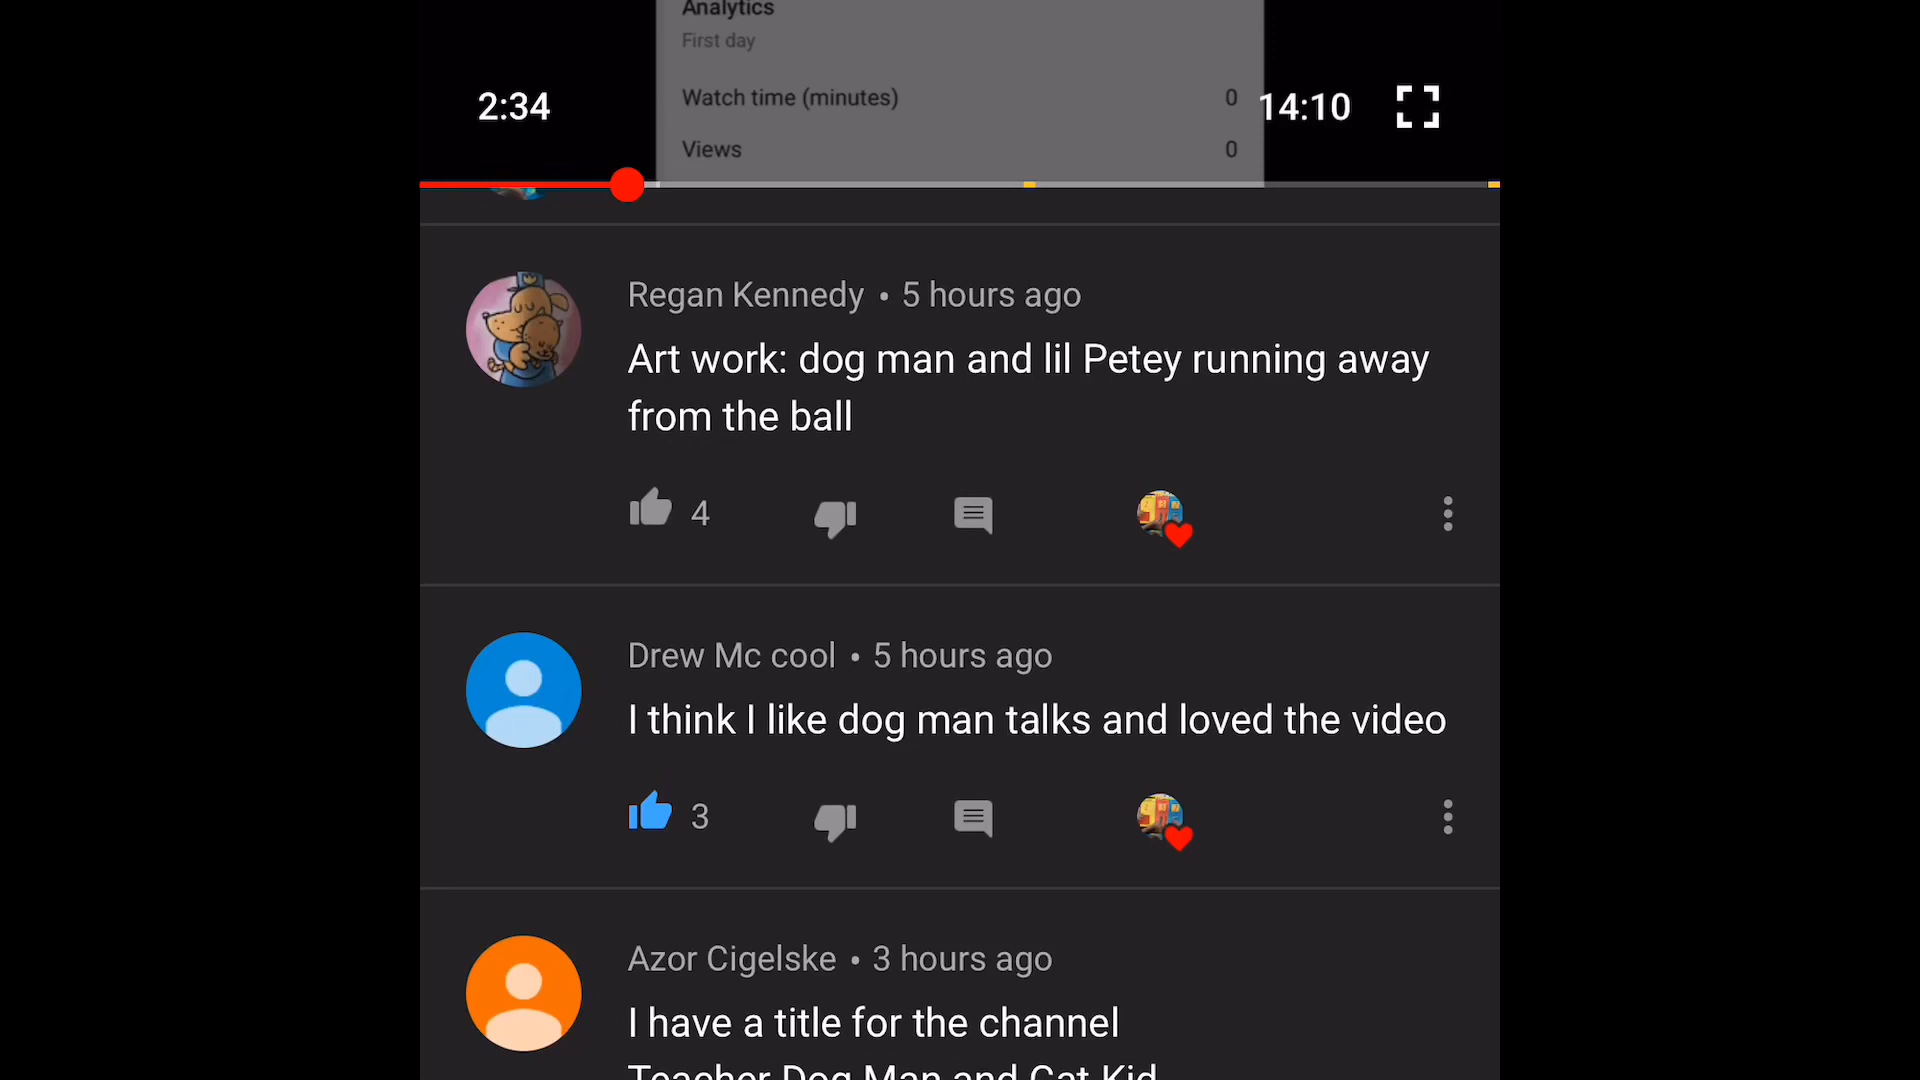 Analytics
First day
Watch time (minutes) 0
Views 0
2:34
14:10
Regan Kennedy • 5 hours ago
Art work: dog man and lil Petey running away
from the ball
4
Drew Mc cool • 5 hours ago
I think I like dog man talks and loved the video
3
Azor Cigelske • 3 hours ago
I have a title for the channel
Teacher Dog Man and Cat Kid